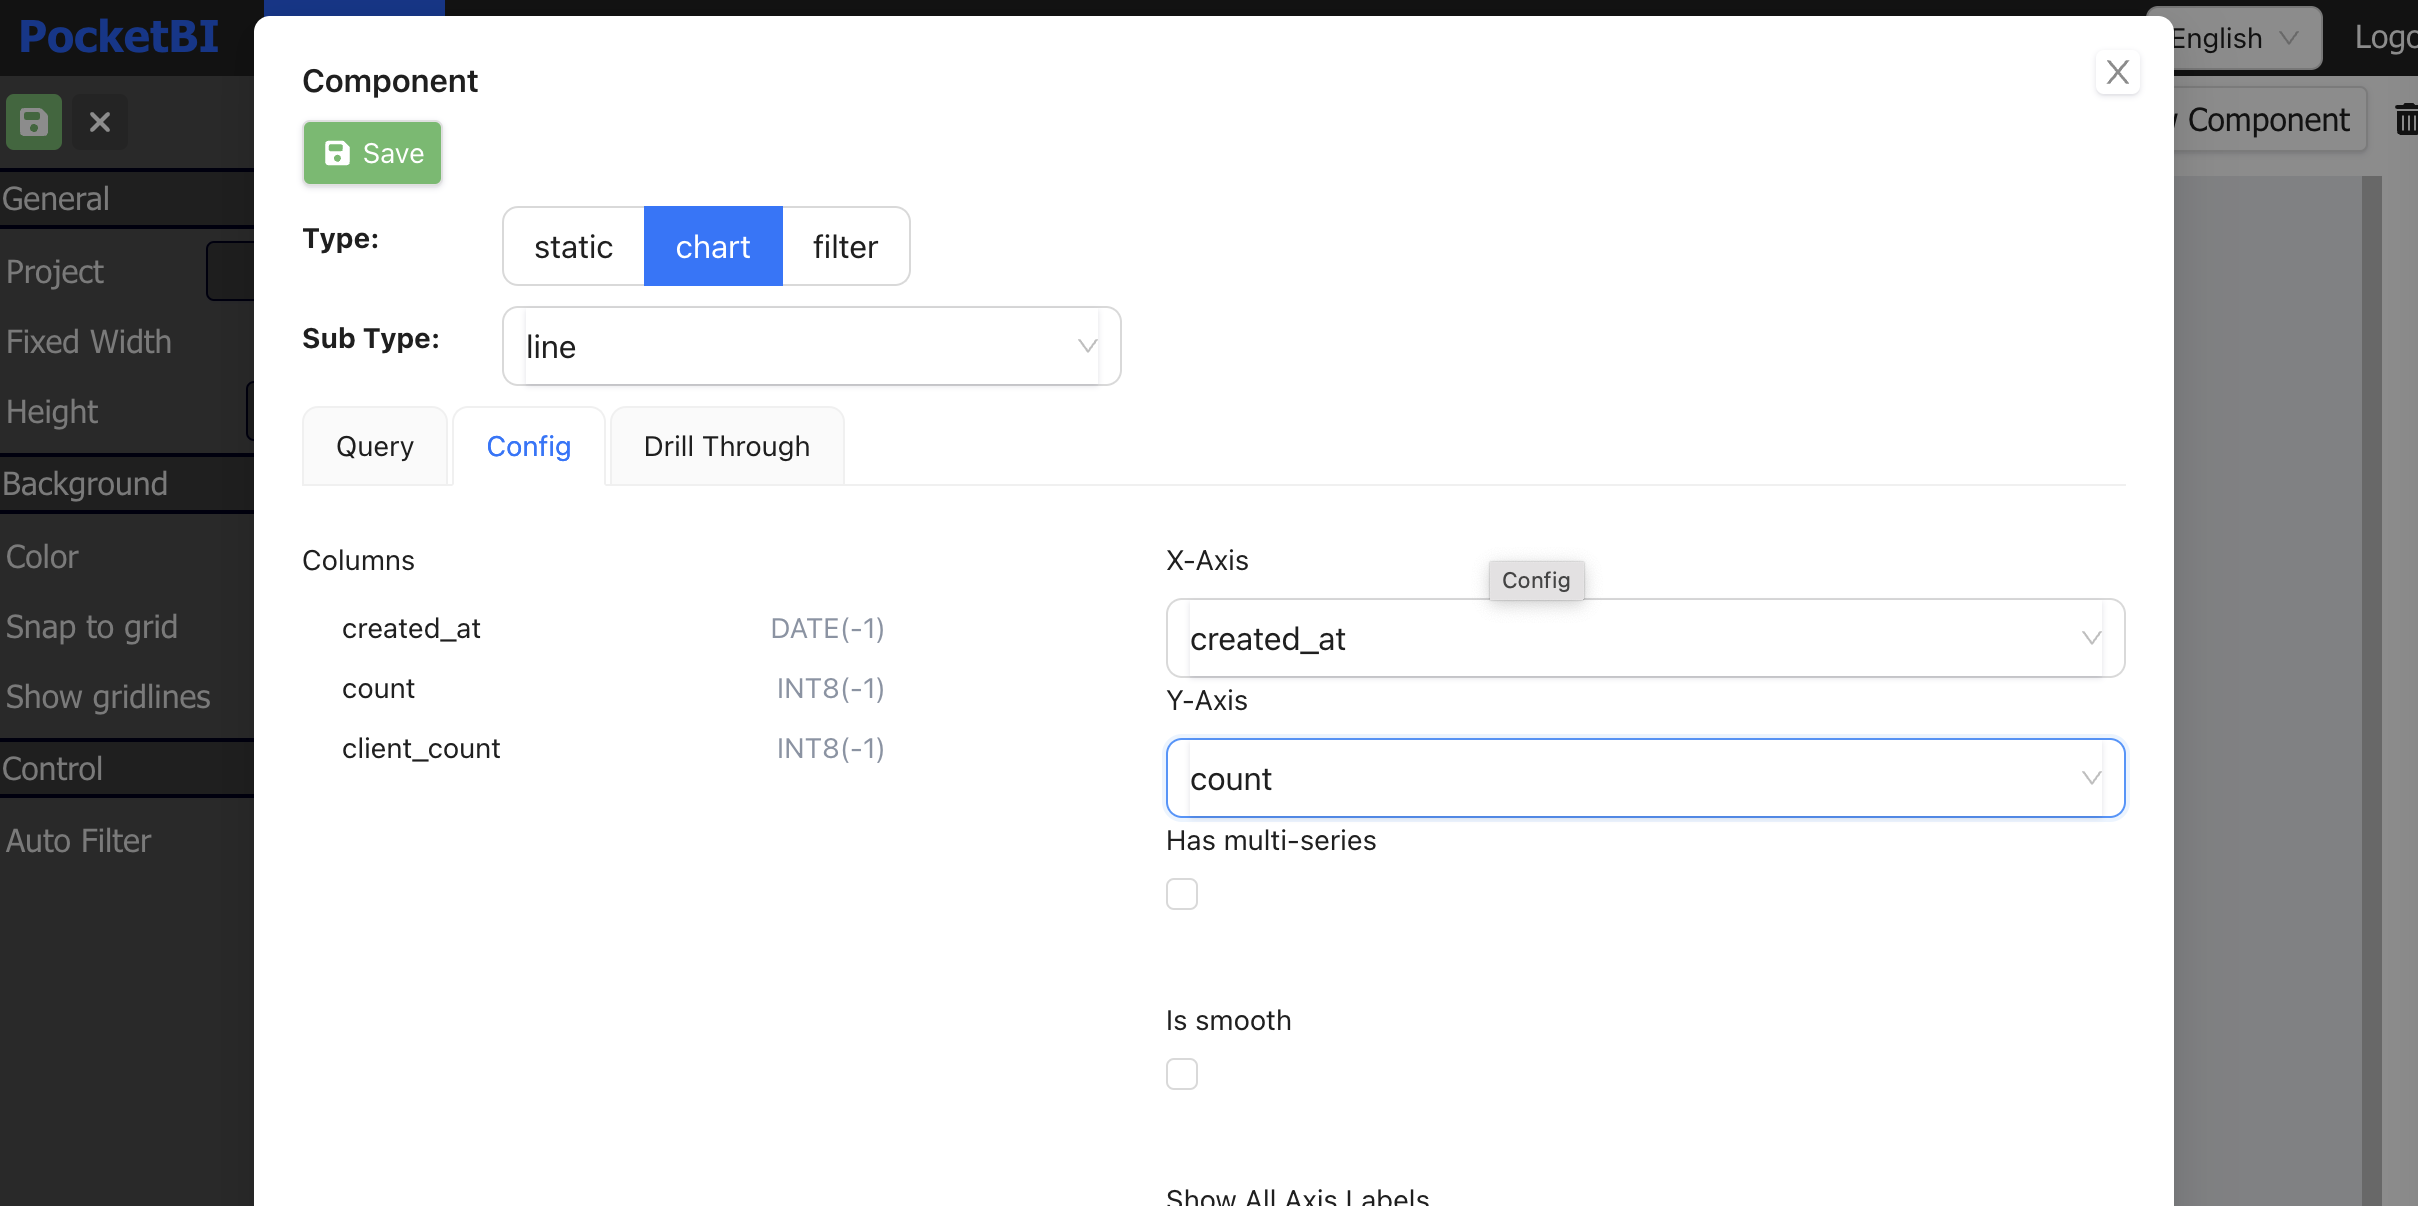 PocketBI
English
Logo
Component
Component
Save
General
Type:
static
chart
filter
Project
Sub Type:
line
Fixed Width
Height
Query
Config
Drill Through
Background
Columns
X-Axis
Config
Color
created_at
DATE(-1)
created_at
Snap to grid
count
INT8(-1)
Y-Axis
Show gridlines
client_count
INT8(-1)
count
Control
Has multi-series
Auto Filter
Is smooth
Show All Axis Labels